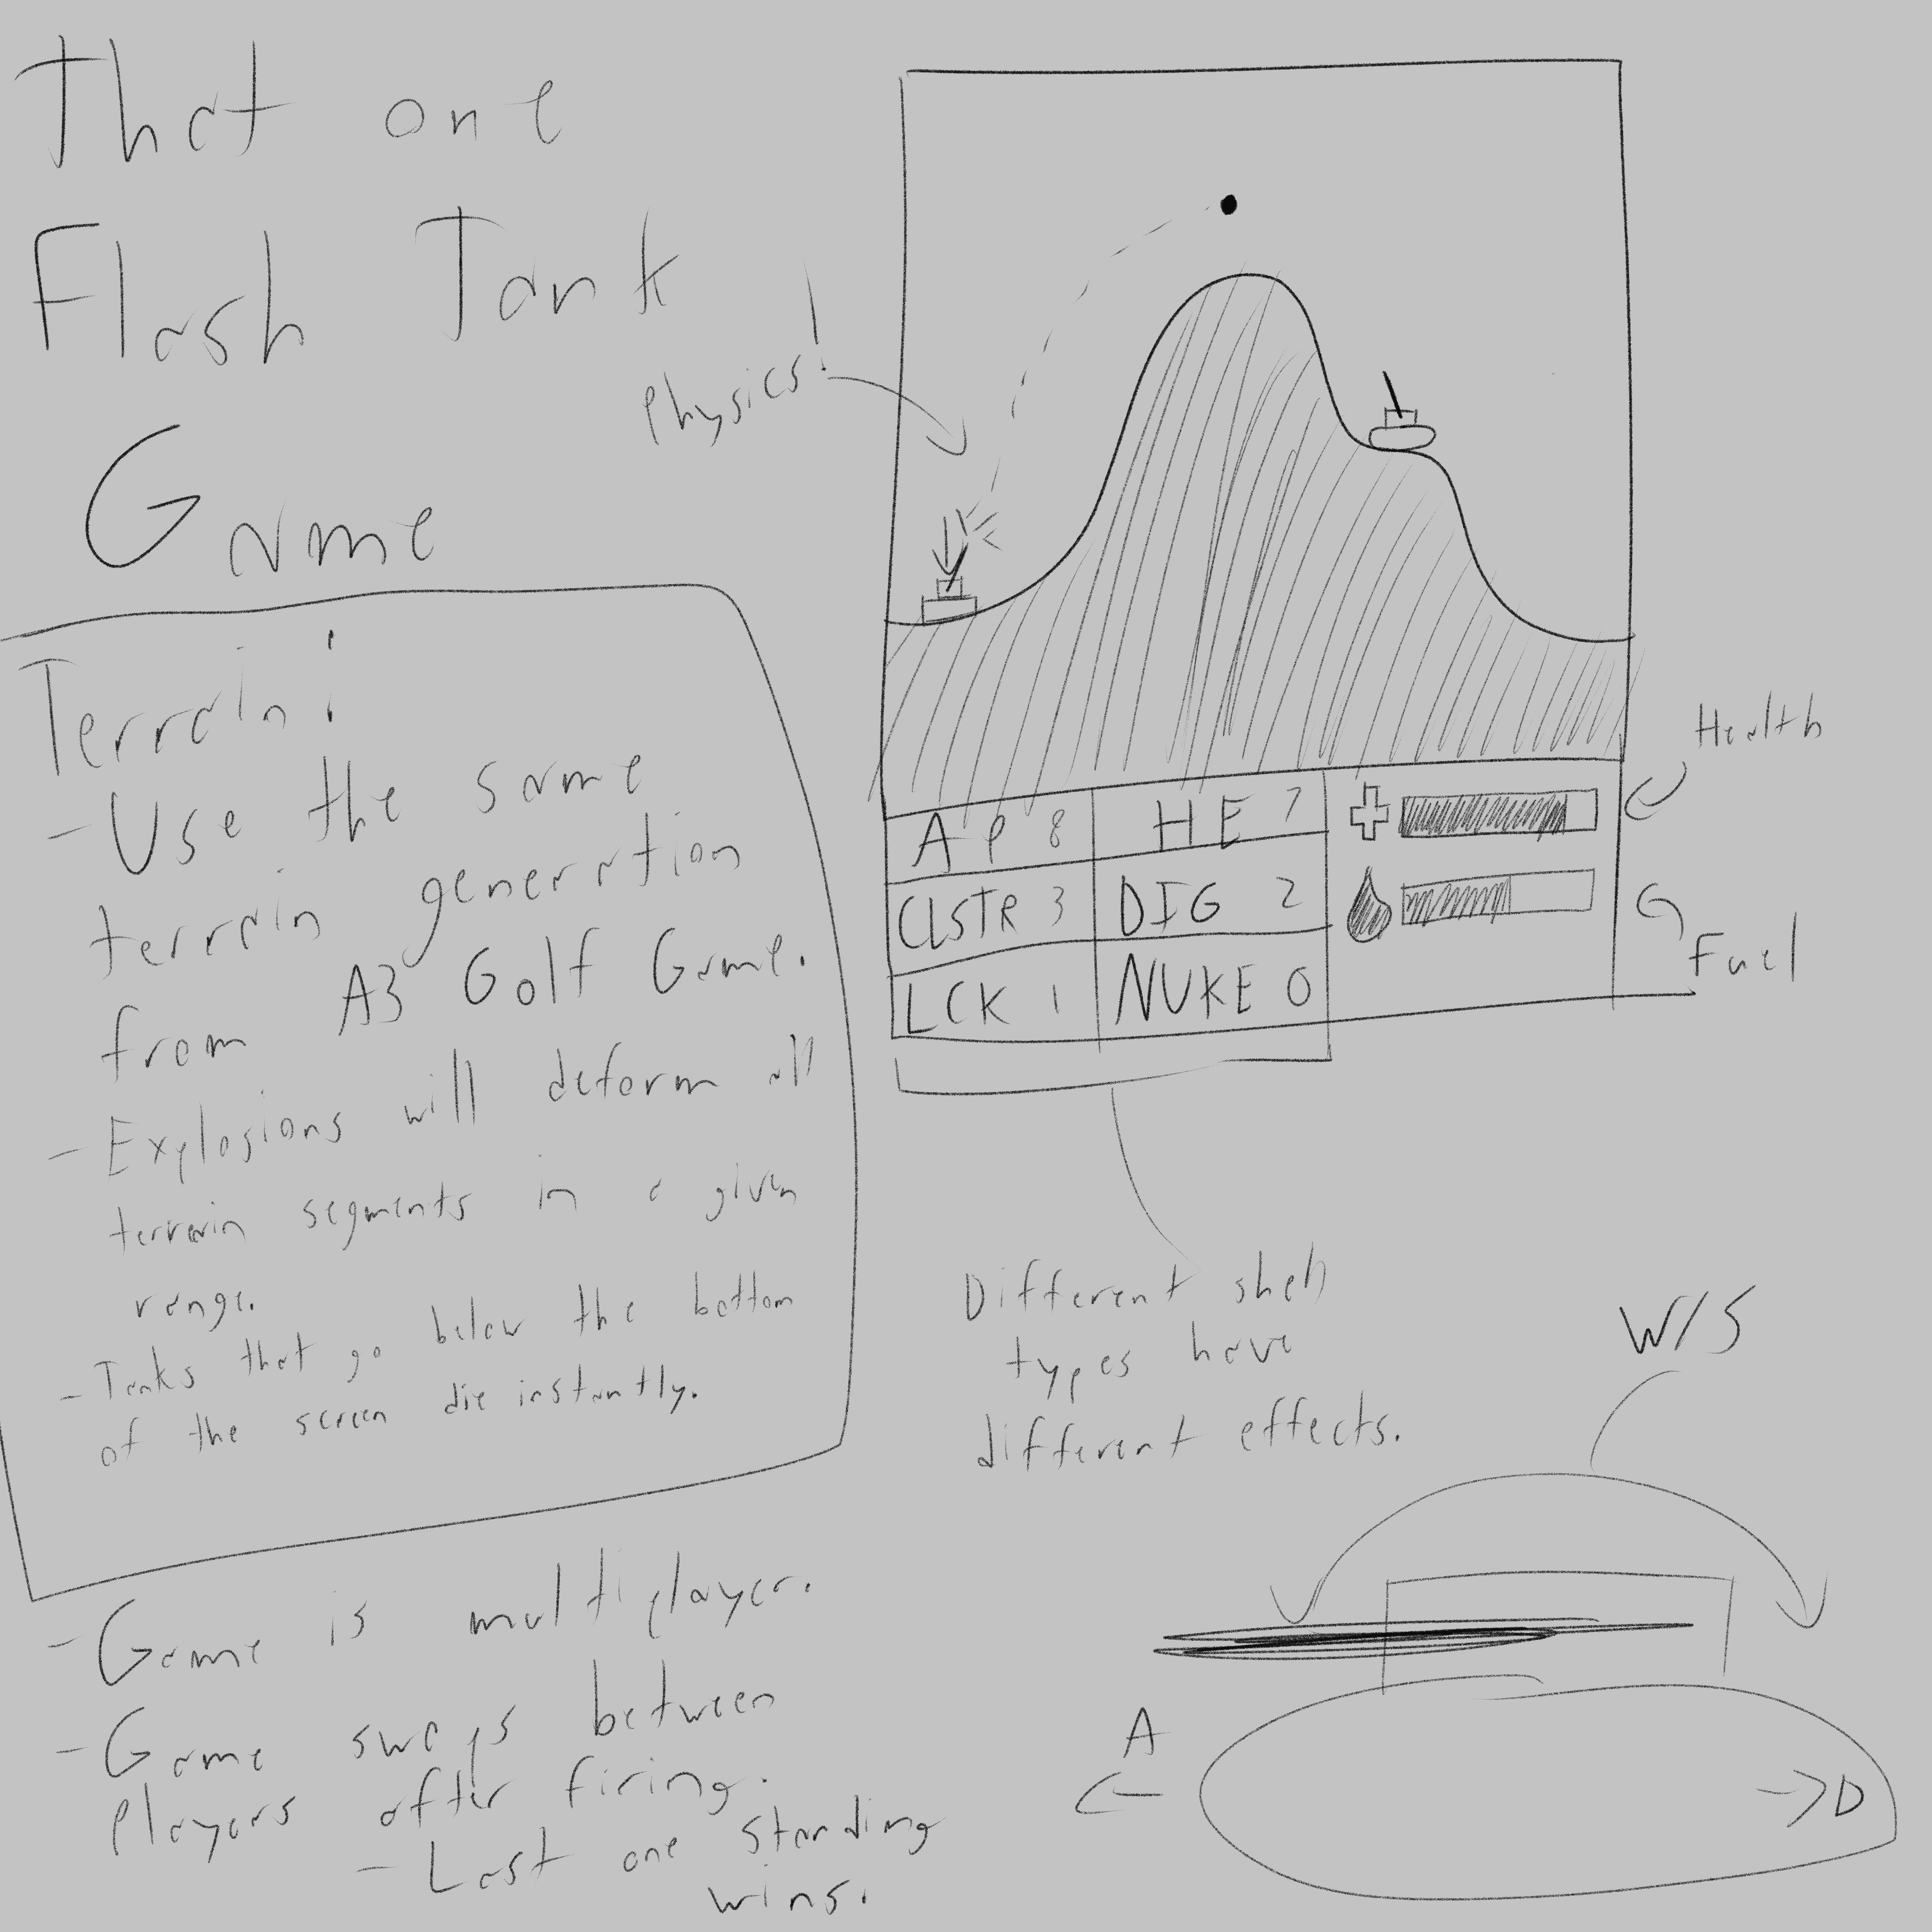 That one
Flash Tank
Game
Physics!
Terrain:
- Use the same
terrain generation
from A3 Golf Game.
- Explosions will deform all
terrain segments in a given
range.
- Tanks that go below the bottom
of the screen die instantly.
- Game is multiplayer.
- Game swaps between
players after firing.
- Last one standing
wins.
AP 8 HE 7
CLSTR 3 DIG 2
LCK 1 NUKE 0
Health
Fuel
Different shell
types have
different effects.
W/S
A
D